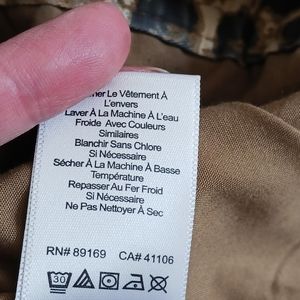 Le Vêtement À
L'envers
Laver À La Machine À L'eau
Froide Avec Couleurs
Similaires
Blanchir Sans Chlore
Si Nécessaire
Sécher À La Machine À Basse
Température
Repasser Au Fer Froid
Si Nécessaire
Ne Pas Nettoyer À Sec
RN# 89169 CA# 41106
30